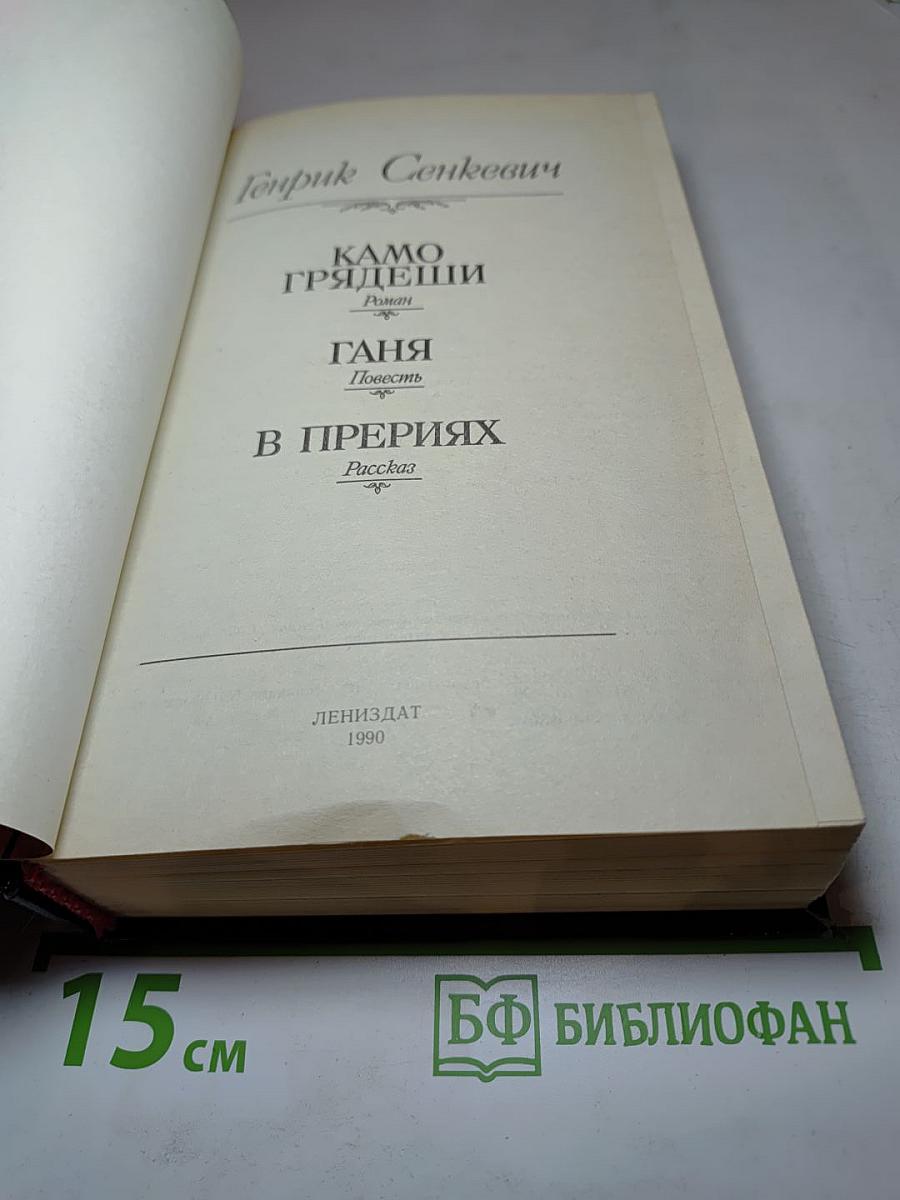 Генрик Сенкевич
КАМО
ГРЯДЕШИ
Роман
ГАНЯ
Повесть
В ПРЕРИЯХ
Рассказ
ЛЕНИЗДАТ
1990
15 см
БФ БИБЛИОФАН